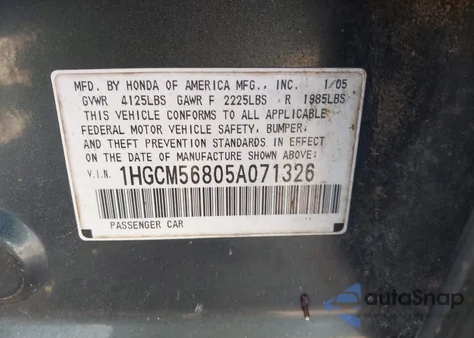 MFD. BY HONDA OF AMERICA MFG., INC. 1/05
GVWR 4125LBS GAWR F 2225LBS R 1985LBS
THIS VEHICLE CONFORMS TO ALL APPLICABLE
FEDERAL MOTOR VEHICLE SAFETY, BUMPER,
AND THEFT PREVENTION STANDARDS IN EFFECT
ON THE DATE OF MANUFACTURE SHOWN ABOVE:
V.I.N. 1HGCM56805A071326
PASSENGER CAR
autoSnap